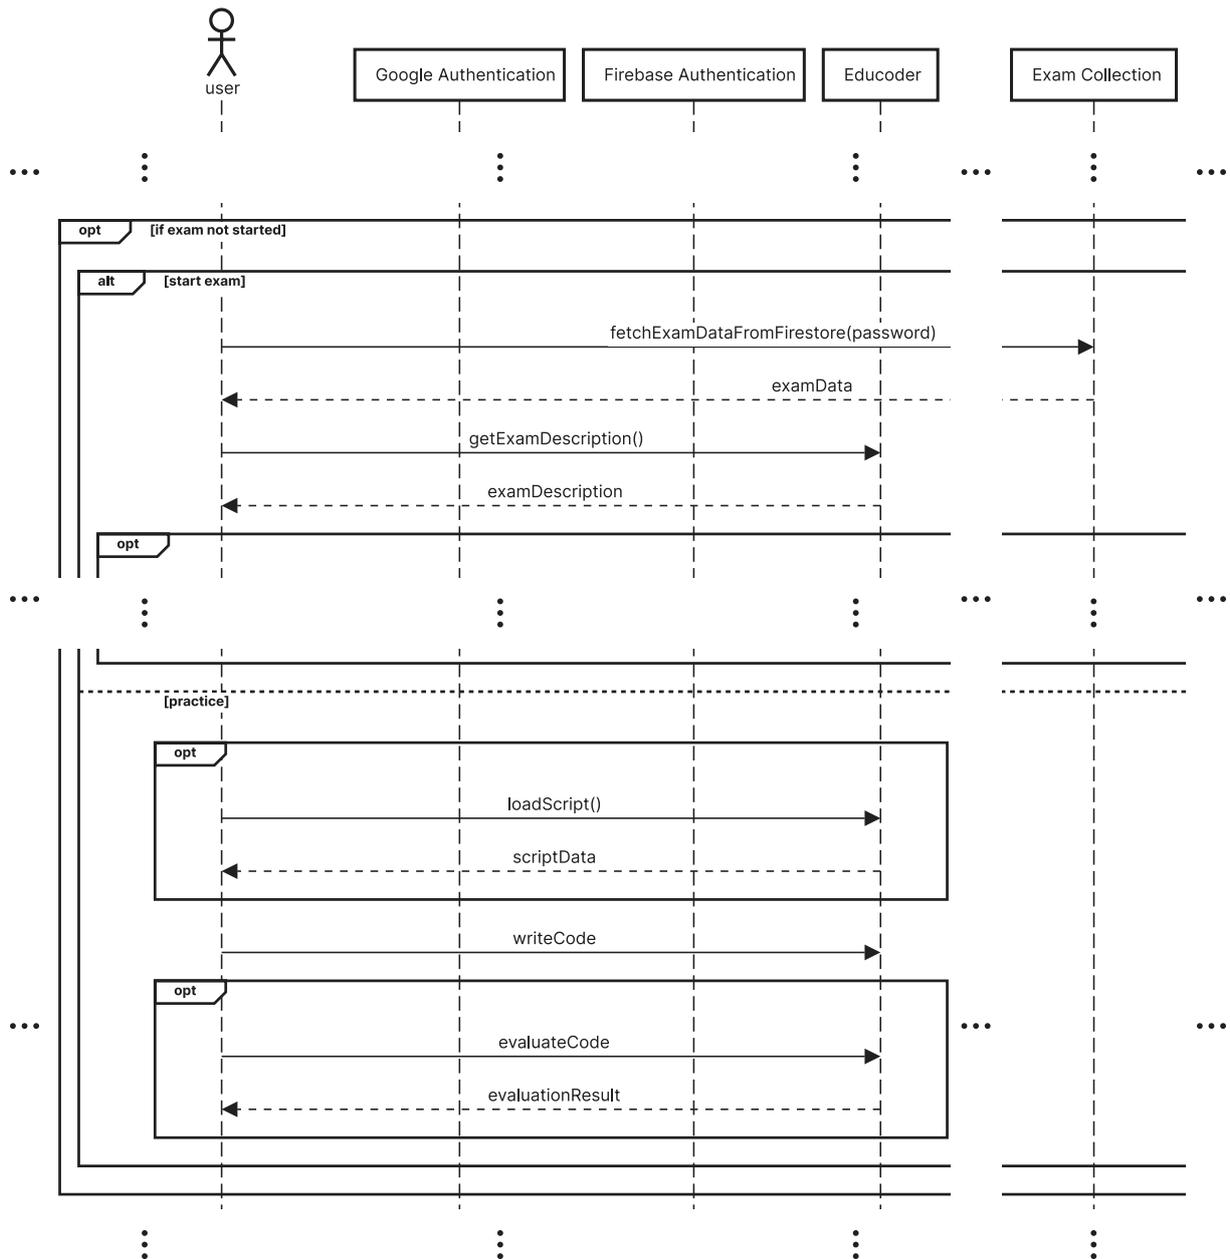 user
Google Authentication
Firebase Authentication
Educoder
Exam Collection
opt
[if exam not started]
alt
[start exam]
fetchExamDataFromFirestore(password)
examData
getExamDescription()
examDescription
opt
[practice]
opt
loadScript()
scriptData
writeCode
opt
evaluateCode
evaluationResult